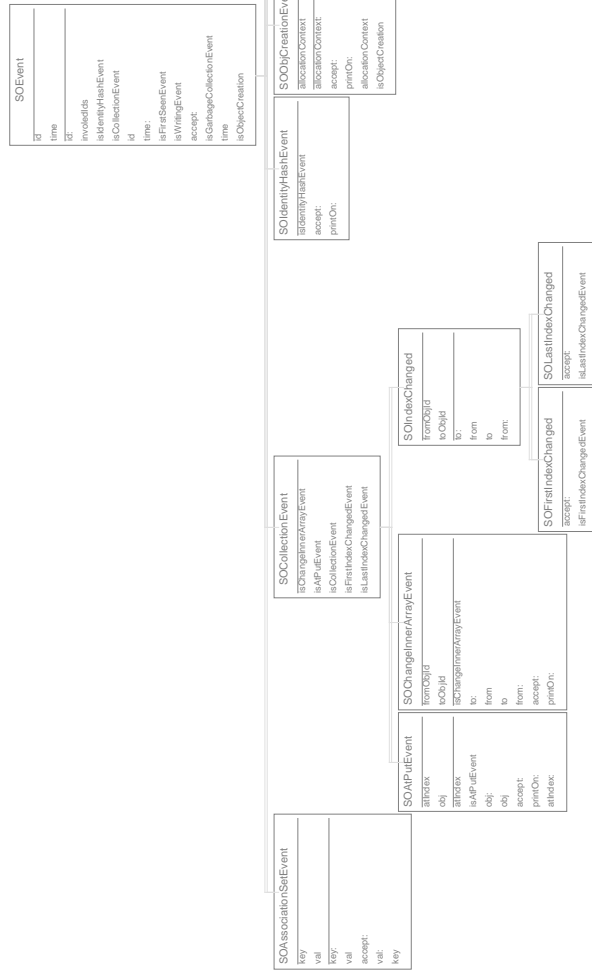 SOEvent
id
time
id:
involedIds
isIdentityHashEvent
isCollectionEvent
id
time:
isFirstSeenEvent
isWritingEvent
accept:
isGarbageCollectionEvent
time
isObjectCreation
SOAssociationSetEvent
key
val
key:
val
accept:
val:
key
SOCollectionEvent
isChangeInnerArrayEvent
isAtPutEvent
isCollectionEvent
isFirstIndexChangedEvent
isLastIndexChangedEvent
SOIdentityHashEvent
isIdentityHashEvent
accept:
printOn:
SOObjCreationEve
allocationContext
allocationContext:
accept:
printOn:
allocationContext
isObjectCreation
SOAtPutEvent
atIndex
obj
atIndex
isAtPutEvent
obj:
obj
accept:
printOn:
atIndex:
SOChangeInnerArrayEvent
fromObjId
toObjId
isChangeInnerArrayEvent
to:
from
to
from:
accept:
printOn:
SOIndexChanged
fromObjId
toObjId
to:
from
to
from:
SOFirstIndexChanged
accept:
isFirstIndexChangedEvent
SOLastIndexChanged
accept:
isLastIndexChangedEvent